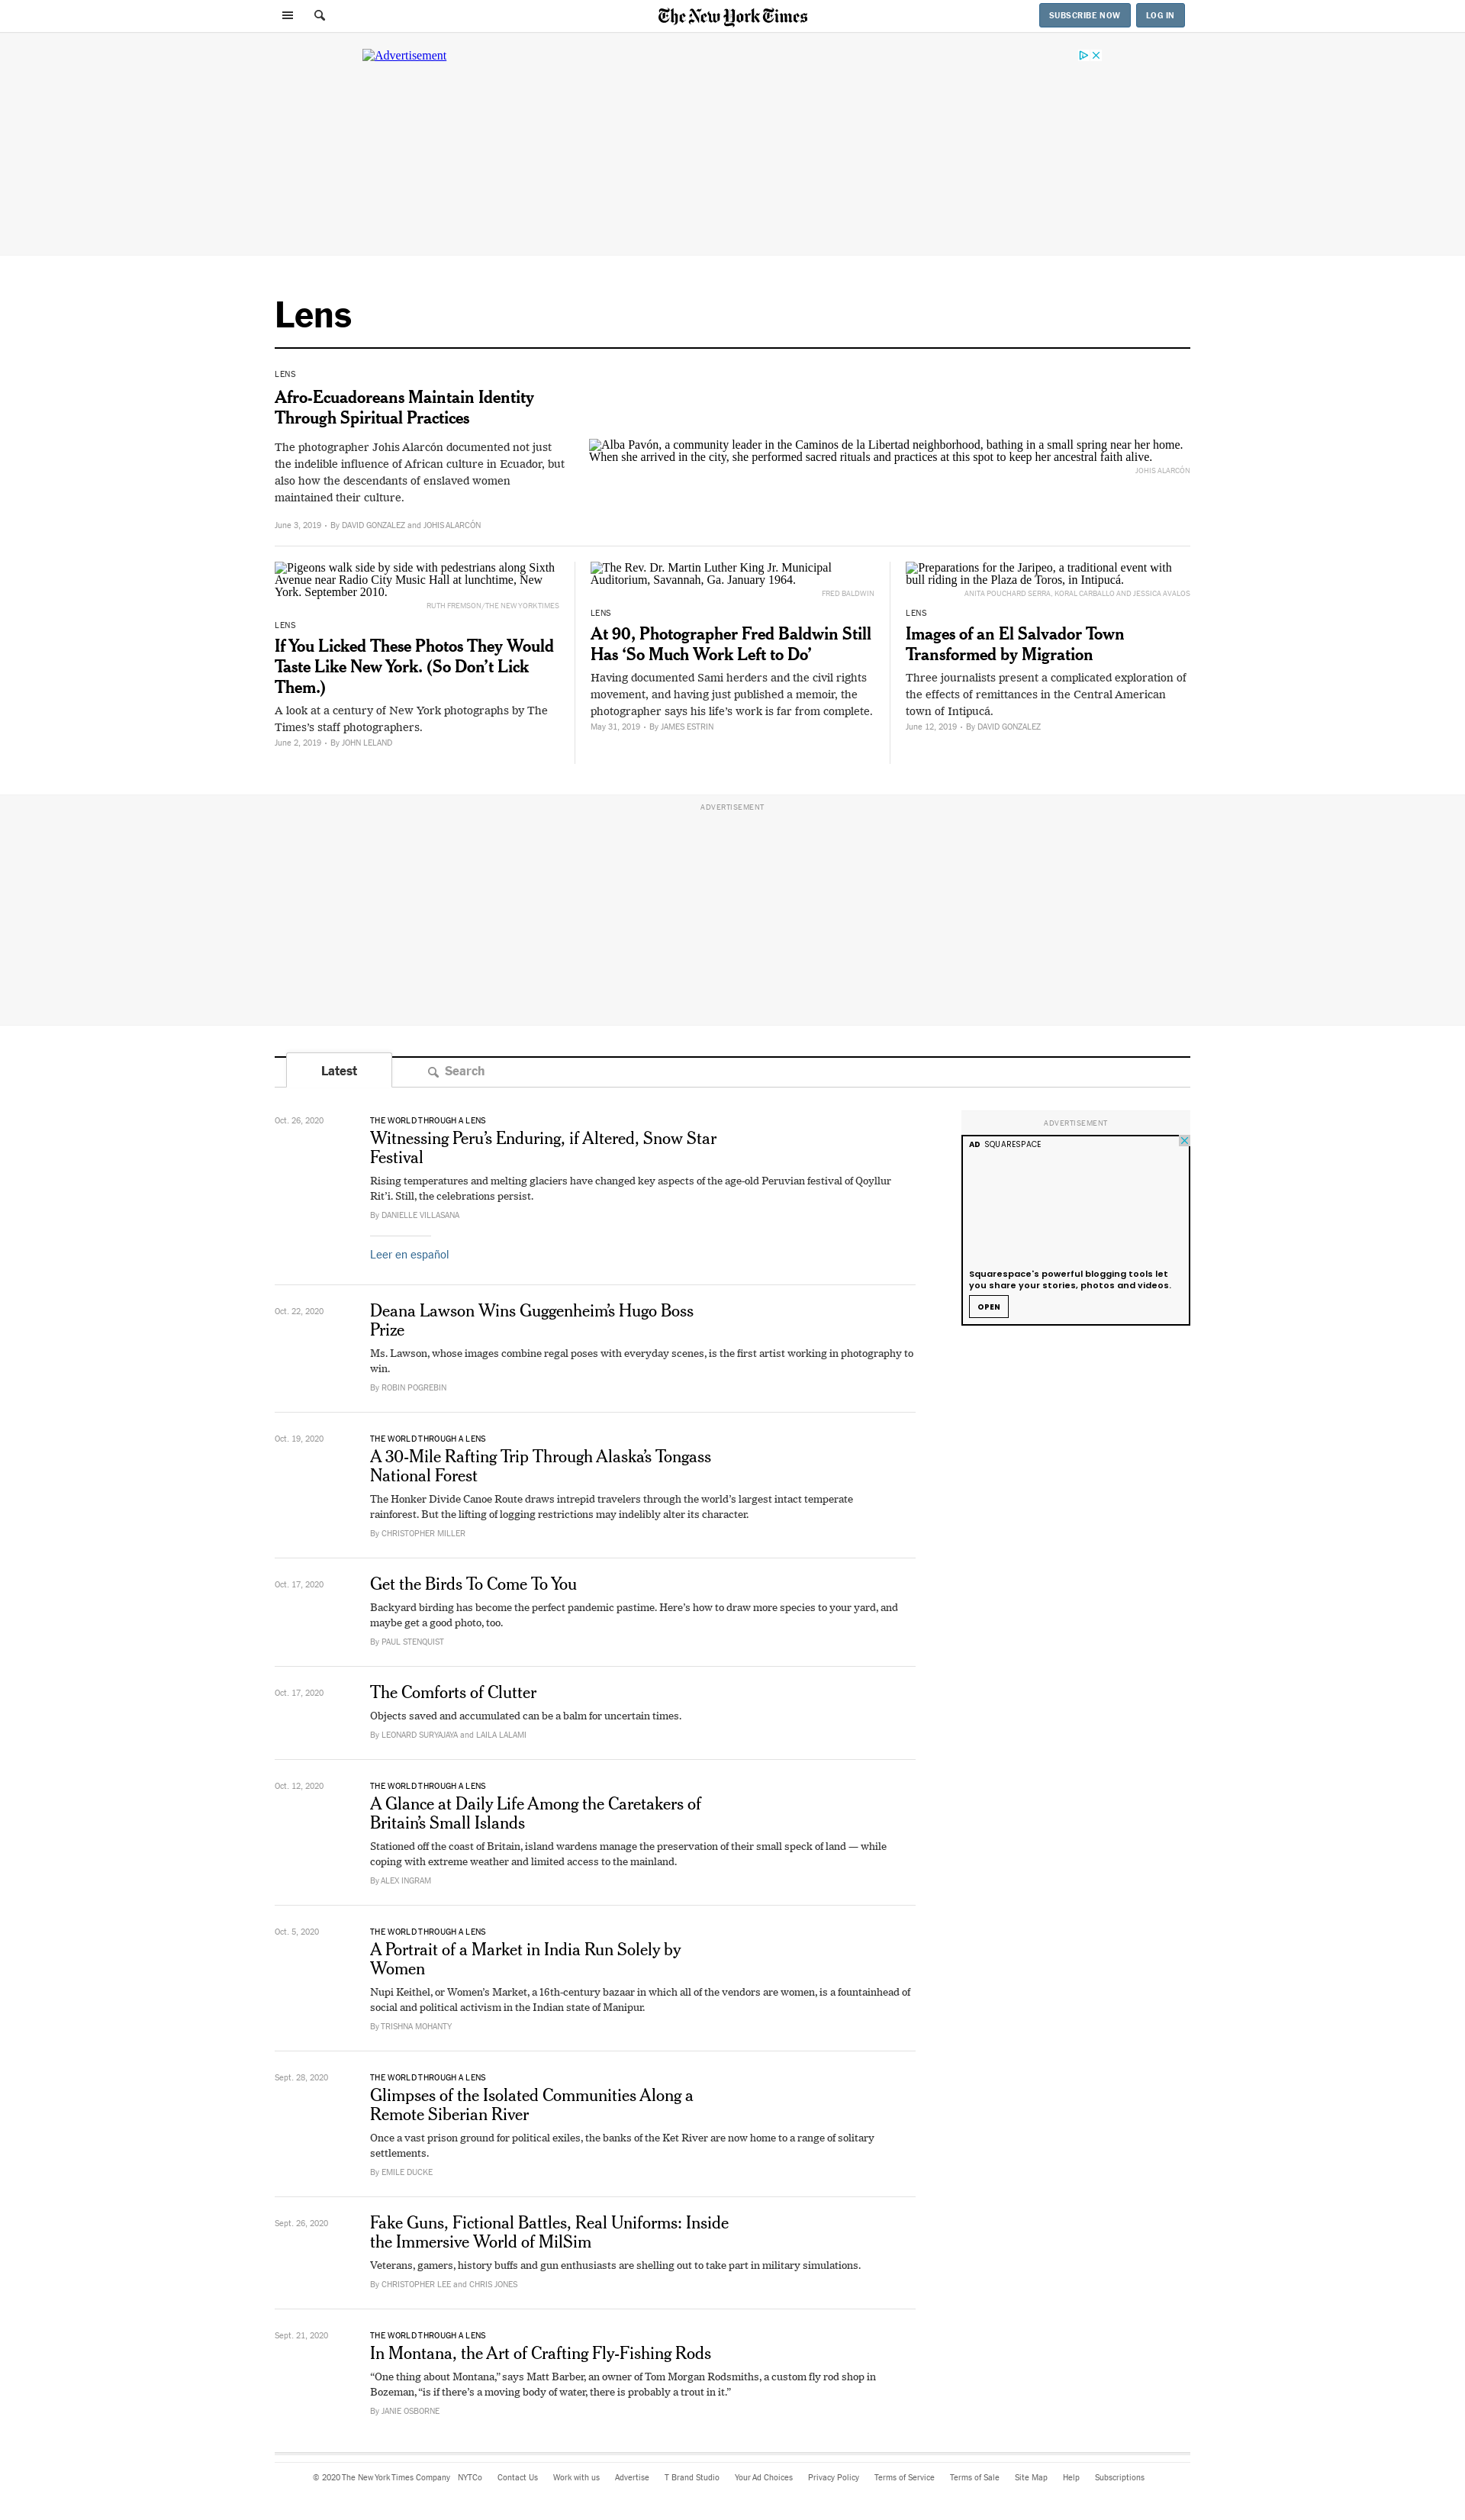 The New York Times
SUBSCRIBE NOW
LOG IN
Advertisement
Lens
LENS
Afro-Ecuadoreans Maintain Identity
Through Spiritual Practices
The photographer Johis Alarcón documented not just
the indelible influence of African culture in Ecuador, but
also how the descendants of enslaved women
maintained their culture.
June 3, 2019 • By DAVID GONZALEZ and JOHIS ALARCÓN
Alba Pavón, a community leader in the Caminos de la Libertad neighborhood, bathing in a small spring near her home.
When she arrived in the city, she performed sacred rituals and practices at this spot to keep her ancestral faith alive.
JOHIS ALARCÓN
Pigeons walk side by side with pedestrians along Sixth
Avenue near Radio City Music Hall at lunchtime, New
York. September 2010.
RUTH FREMSON/THE NEW YORK TIMES
LENS
If You Licked These Photos They Would
Taste Like New York. (So Don’t Lick
Them.)
A look at a century of New York photographs by The
Times’s staff photographers.
June 2, 2019 • By JOHN LELAND
The Rev. Dr. Martin Luther King Jr. Municipal
Auditorium, Savannah, Ga. January 1964.
FRED BALDWIN
LENS
At 90, Photographer Fred Baldwin Still
Has ‘So Much Work Left to Do’
Having documented Sami herders and the civil rights
movement, and having just published a memoir, the
photographer says his life’s work is far from complete.
May 31, 2019 • By JAMES ESTRIN
Preparations for the Jaripeo, a traditional event with
bull riding in the Plaza de Toros, in Intipucá.
ANITA POUCHARD SERRA, KORAL CARBALLO AND JESSICA AVALOS
LENS
Images of an El Salvador Town
Transformed by Migration
Three journalists present a complicated exploration of
the effects of remittances in the Central American
town of Intipucá.
June 12, 2019 • By DAVID GONZALEZ
ADVERTISEMENT
Latest
Search
Oct. 26, 2020
THE WORLD THROUGH A LENS
Witnessing Peru’s Enduring, if Altered, Snow Star
Festival
Rising temperatures and melting glaciers have changed key aspects of the age-old Peruvian festival of Qoyllur
Rit’i. Still, the celebrations persist.
By DANIELLE VILLASANA
Leer en español
ADVERTISEMENT
AD SQUARESPACE
Squarespace's powerful blogging tools let
you share your stories, photos and videos.
OPEN
Oct. 22, 2020
Deana Lawson Wins Guggenheim’s Hugo Boss
Prize
Ms. Lawson, whose images combine regal poses with everyday scenes, is the first artist working in photography to
win.
By ROBIN POGREBIN
Oct. 19, 2020
THE WORLD THROUGH A LENS
A 30-Mile Rafting Trip Through Alaska’s Tongass
National Forest
The Honker Divide Canoe Route draws intrepid travelers through the world’s largest intact temperate
rainforest. But the lifting of logging restrictions may indelibly alter its character.
By CHRISTOPHER MILLER
Oct. 17, 2020
Get the Birds To Come To You
Backyard birding has become the perfect pandemic pastime. Here’s how to draw more species to your yard, and
maybe get a good photo, too.
By PAUL STENQUIST
Oct. 17, 2020
The Comforts of Clutter
Objects saved and accumulated can be a balm for uncertain times.
By LEONARD SURYAJAYA and LAILA LALAMI
Oct. 12, 2020
THE WORLD THROUGH A LENS
A Glance at Daily Life Among the Caretakers of
Britain’s Small Islands
Stationed off the coast of Britain, island wardens manage the preservation of their small speck of land — while
coping with extreme weather and limited access to the mainland.
By ALEX INGRAM
Oct. 5, 2020
THE WORLD THROUGH A LENS
A Portrait of a Market in India Run Solely by
Women
Nupi Keithel, or Women’s Market, a 16th-century bazaar in which all of the vendors are women, is a fountainhead of
social and political activism in the Indian state of Manipur.
By TRISHNA MOHANTY
Sept. 28, 2020
THE WORLD THROUGH A LENS
Glimpses of the Isolated Communities Along a
Remote Siberian River
Once a vast prison ground for political exiles, the banks of the Ket River are now home to a range of solitary
settlements.
By EMILE DUCKE
Sept. 26, 2020
Fake Guns, Fictional Battles, Real Uniforms: Inside
the Immersive World of MilSim
Veterans, gamers, history buffs and gun enthusiasts are shelling out to take part in military simulations.
By CHRISTOPHER LEE and CHRIS JONES
Sept. 21, 2020
THE WORLD THROUGH A LENS
In Montana, the Art of Crafting Fly-Fishing Rods
“One thing about Montana,” says Matt Barber, an owner of Tom Morgan Rodsmiths, a custom fly rod shop in
Bozeman, “is if there’s a moving body of water, there is probably a trout in it.”
By JANIE OSBORNE
© 2020 The New York Times Company NYTCo Contact Us Work with us Advertise T Brand Studio Your Ad Choices Privacy Policy Terms of Service Terms of Sale Site Map Help Subscriptions